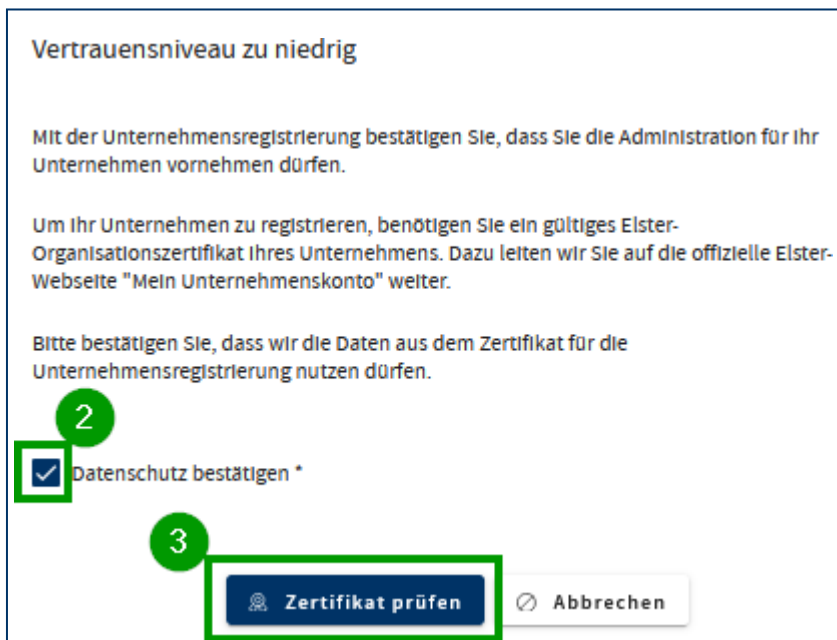 Vertrauensniveau zu niedrig
Mit der Unternehmensregistrierung bestätigen Sie, dass Sie die Administration für Ihr
Unternehmen vornehmen dürfen.
Um Ihr Unternehmen zu registrieren, benötigen Sie ein gültiges Elster-
Organisationszertifikat Ihres Unternehmens. Dazu leiten wir Sie auf die offizielle Elster-
Webseite "Mein Unternehmenskonto" weiter.
Bitte bestätigen Sie, dass wir die Daten aus dem Zertifikat für die
Unternehmensregistrierung nutzen dürfen.
2
Datenschutz bestätigen *
3
Zertifikat prüfen Abbrechen